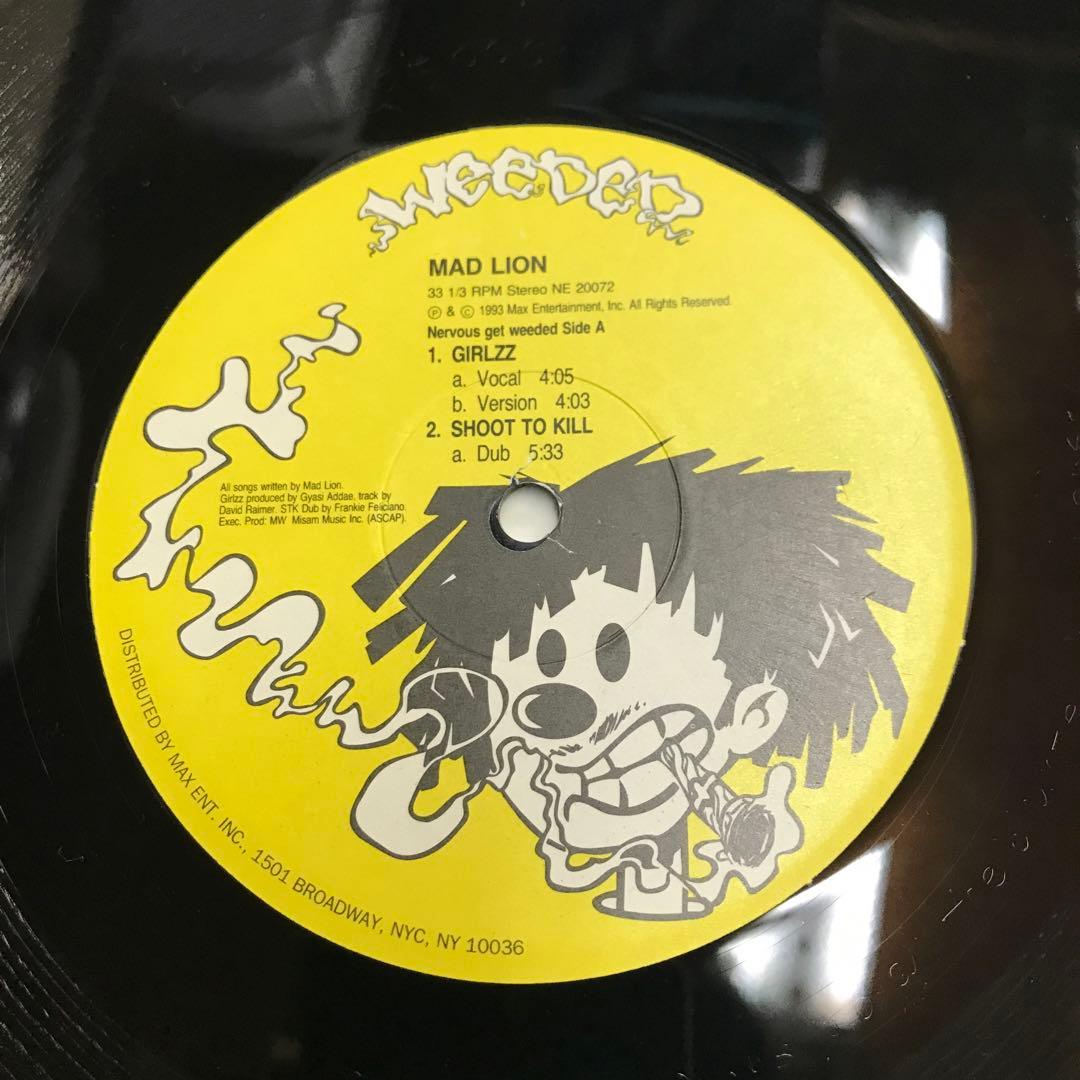 WEEDED
MAD LION
33 1/3 RPM Stereo NE 20072
℗ & © 1993 Max Entertainment, Inc. All Rights Reserved.
Nervous get weeded Side A
1. GIRLZZ
a. Vocal 4:05
b. Version 4:03
2. SHOOT TO KILL
a. Dub 5:33
All songs written by Mad Lion.
Girlzz produced by Gyasi Addae, track by
David Raimer. STK Dub by Frankie Feliciano.
Exec. Prod: MW Misam Music Inc. (ASCAP).
DISTRIBUTED BY MAX ENT. INC., 1501 BROADWAY, NYC, NY 10036